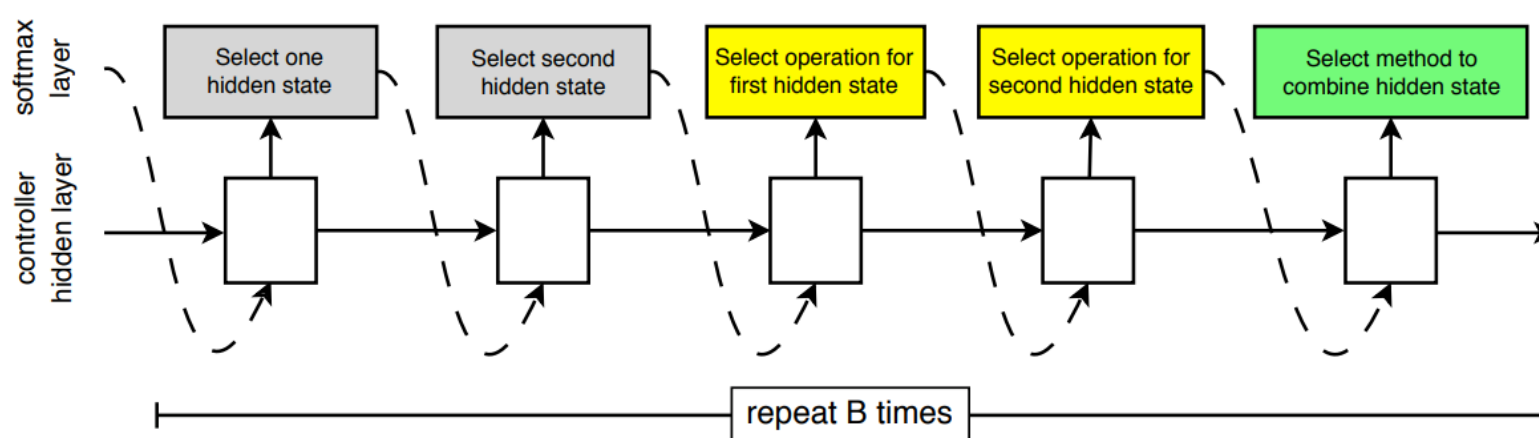 softmax
layer
Select one
hidden state
Select second
hidden state
Select operation for
first hidden state
Select operation for
second hidden state
Select method to
combine hidden state
controller
hidden layer
repeat B times